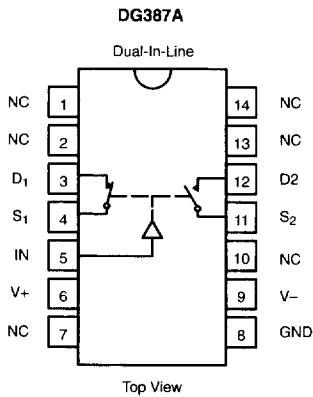 DG387A
Dual-In-Line
NC 1 14 NC
NC 2 13 NC
D1 3 12 D2
S1 4 11 S2
IN 5 10 NC
V+ 6 9 V−
NC 7 8 GND
Top View